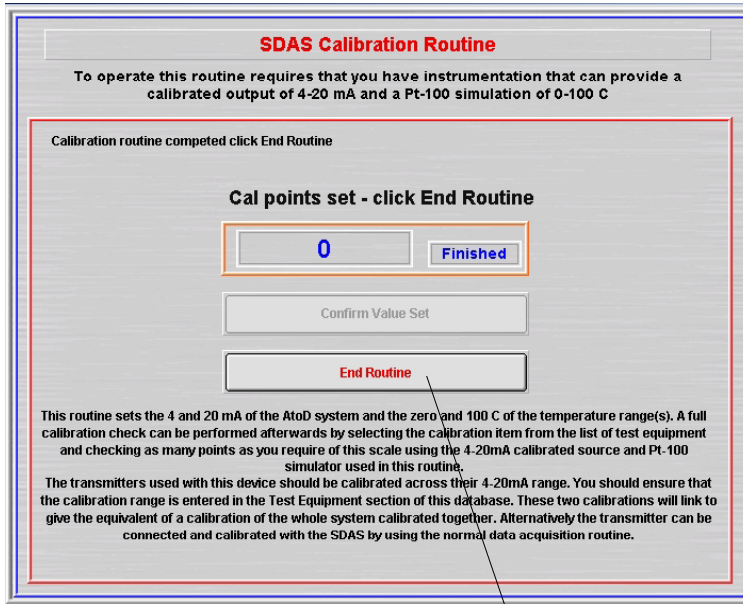 SDAS Calibration Routine
To operate this routine requires that you have instrumentation that can provide a
calibrated output of 4-20 mA and a Pt-100 simulation of 0-100 C
Calibration routine competed click End Routine
Cal points set - click End Routine
0
Finished
Confirm Value Set
End Routine
This routine sets the 4 and 20 mA of the AtoD system and the zero and 100 C of the temperature range(s). A full
calibration check can be performed afterwards by selecting the calibration item from the list of test equipment
and checking as many points as you require of this scale using the 4-20mA calibrated source and Pt-100
simulator used in this routine.
The transmitters used with this device should be calibrated across their 4-20mA range. You should ensure that
the calibration range is entered in the Test Equipment section of this database. These two calibrations will link to
give the equivalent of a calibration of the whole system calibrated together. Alternatively the transmitter can be
connected and calibrated with the SDAS by using the normal data acquisition routine.